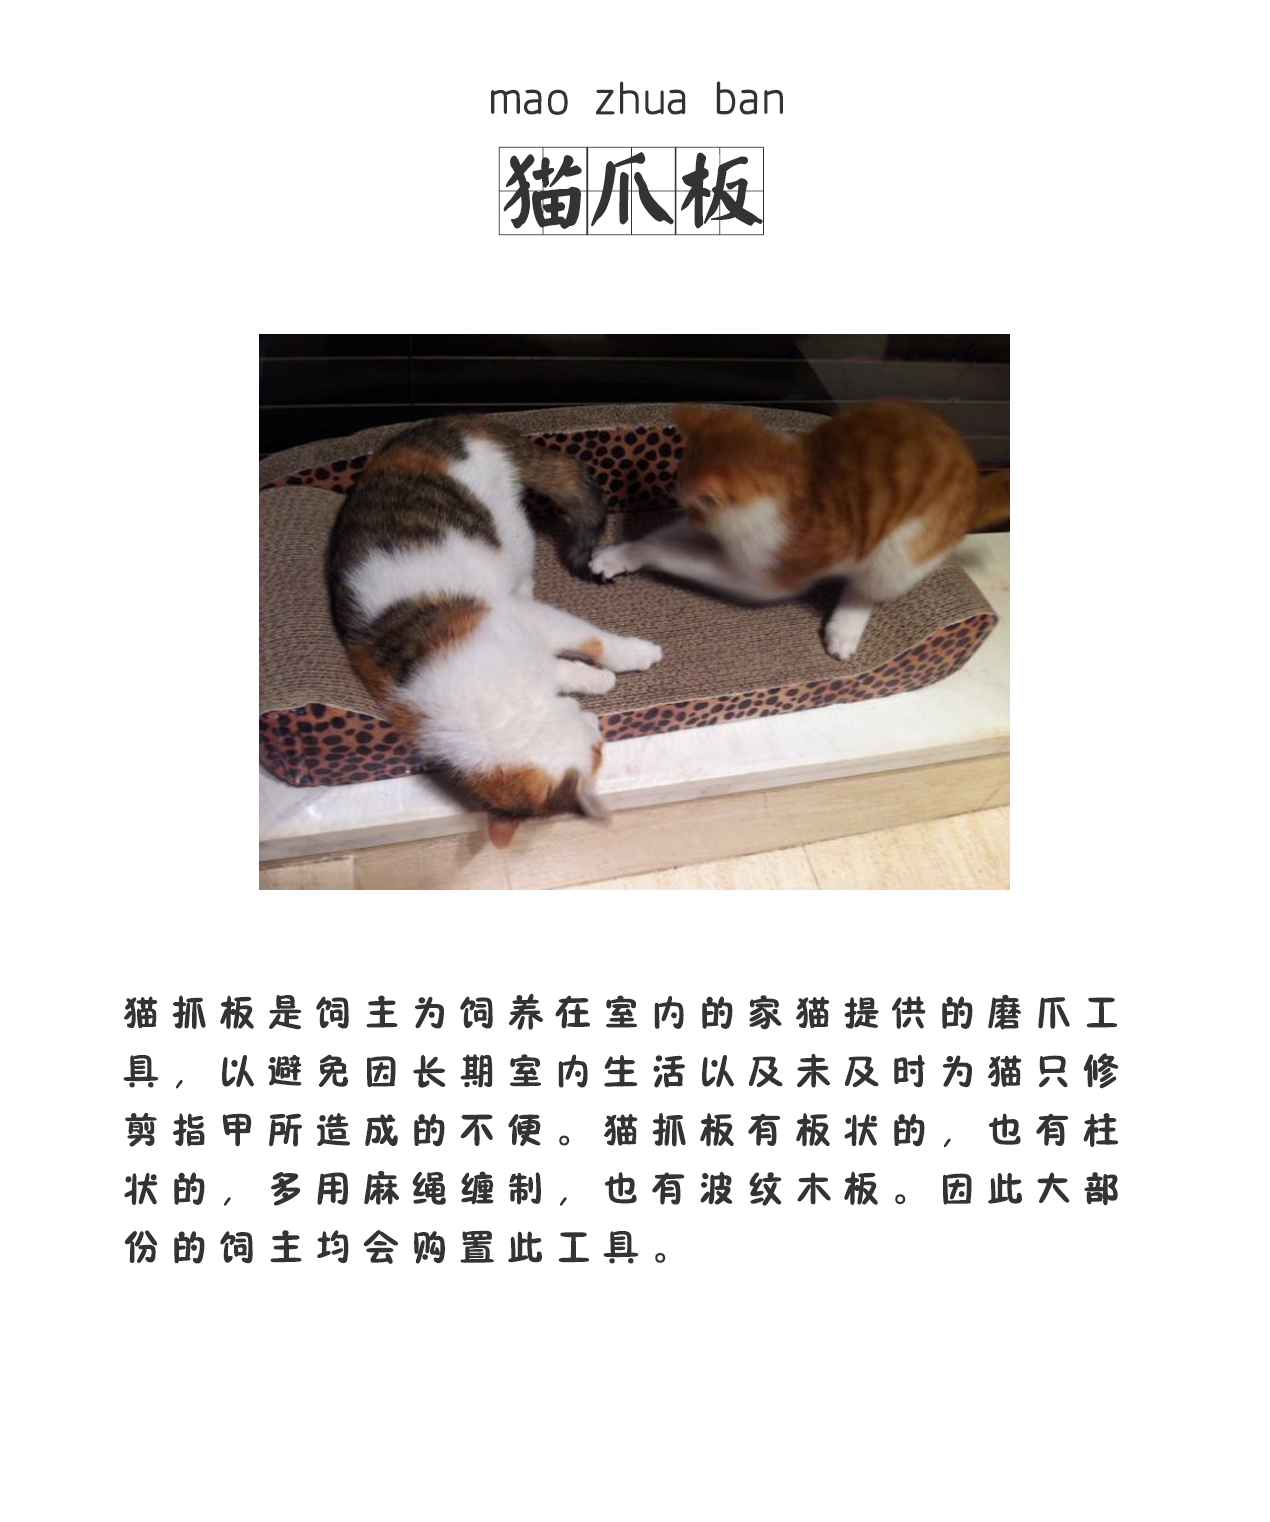 mao zhua ban
猫爪板
猫抓板是饲主为饲养在室内的家猫提供的磨爪工
具，以避免因长期室内生活以及未及时为猫只修
剪指甲所造成的不便。猫抓板有板状的，也有柱
状的，多用麻绳缠制，也有波纹木板。因此大部
份的饲主均会购置此工具。